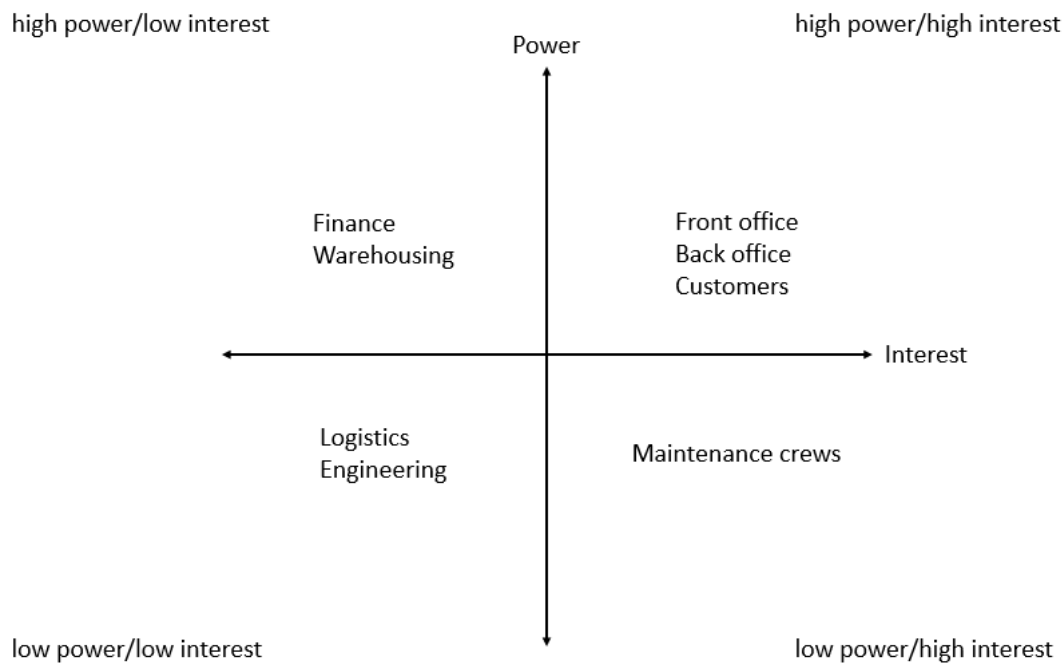 high power/low interest
high power/high interest
Power
Finance
Warehousing
Front office
Back office
Customers
Interest
Logistics
Engineering
Maintenance crews
low power/low interest
low power/high interest